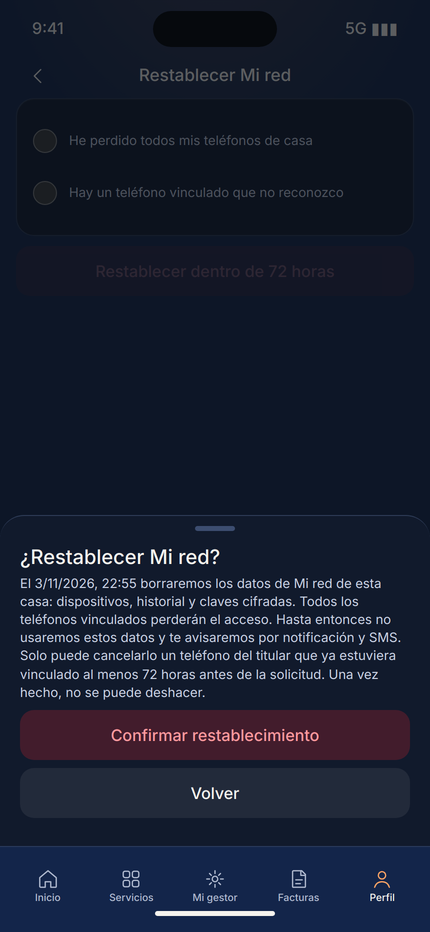 9:41
5G
Restablecer Mi red
He perdido todos mis teléfonos de casa
Hay un teléfono vinculado que no reconozco
Restablecer dentro de 72 horas
¿Restablecer Mi red?
El 3/11/2026, 22:55 borraremos los datos de Mi red de esta
casa: dispositivos, historial y claves cifradas. Todos los
teléfonos vinculados perderán el acceso. Hasta entonces no
usaremos estos datos y te avisaremos por notificación y SMS.
Solo puede cancelarlo un teléfono del titular que ya estuviera
vinculado al menos 72 horas antes de la solicitud. Una vez
hecho, no se puede deshacer.
Confirmar restablecimiento
Volver
Inicio Servicios Mi gestor Facturas Perfil